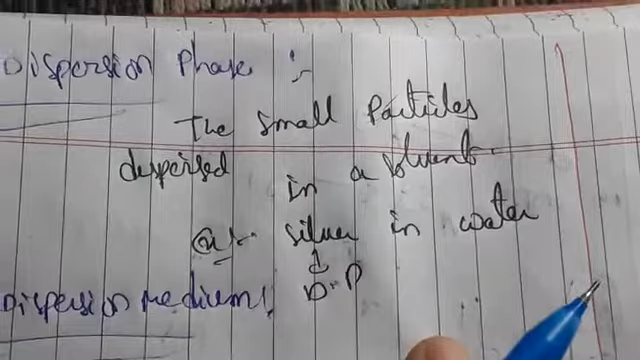 Dispersion Phase :-
The Small Particles
dispersed in a solvent.
Ex:- silver in water
↓
D.P
Dispersion medium: